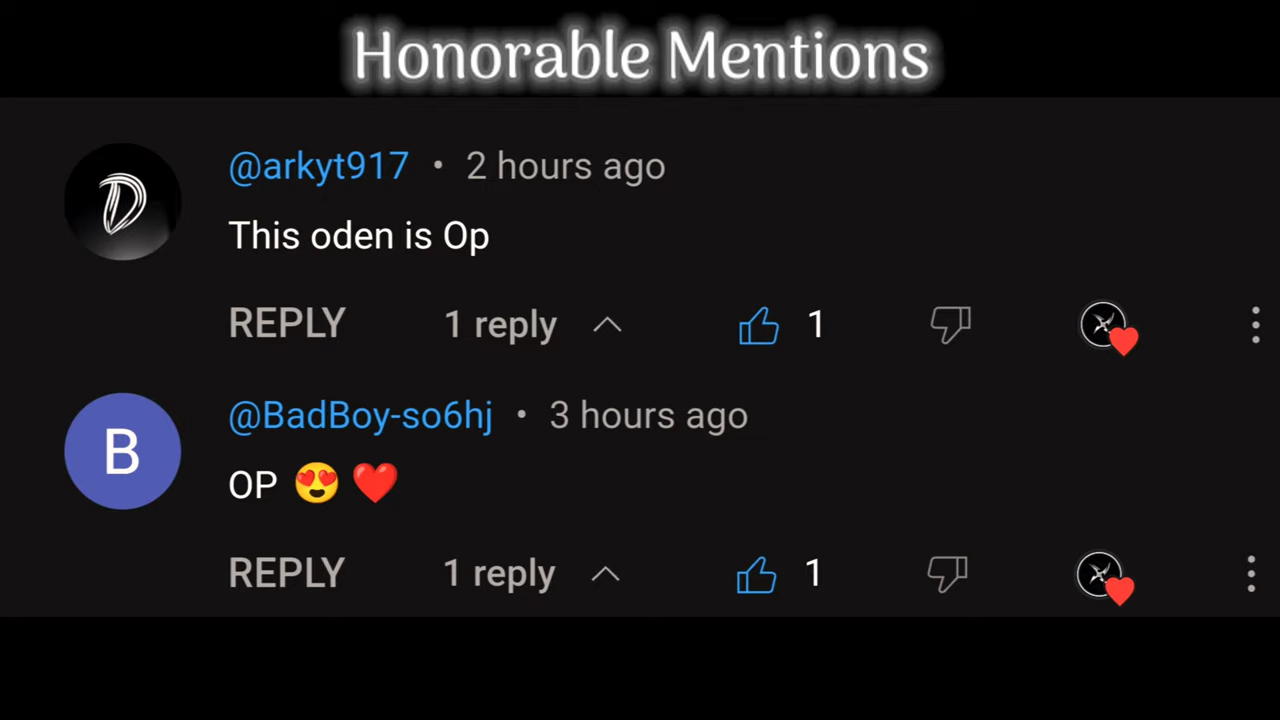 Honorable Mentions
@arkyt917 • 2 hours ago
This oden is Op
REPLY 1 reply 1
B
@BadBoy-so6hj • 3 hours ago
OP 😍 ❤️
REPLY 1 reply 1